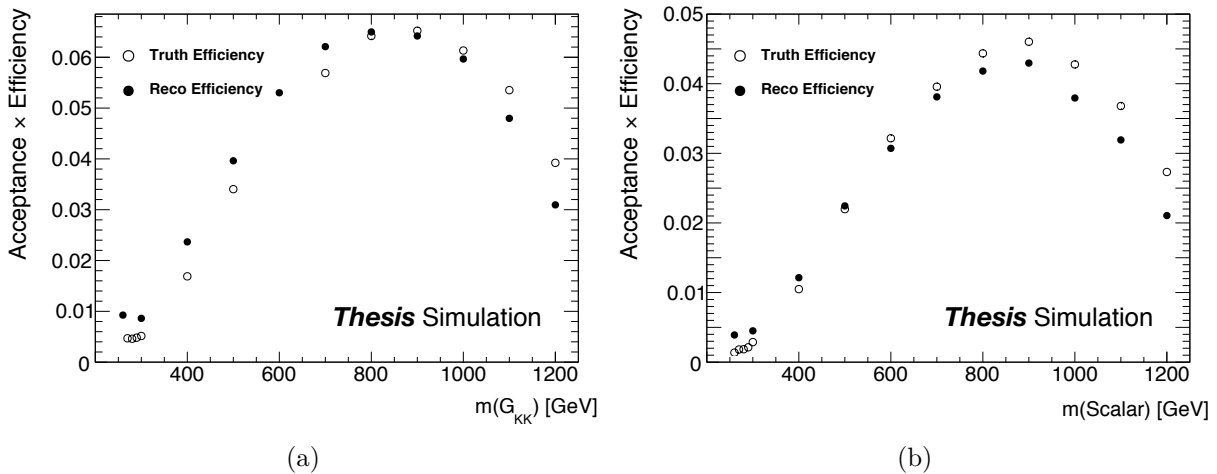 Acceptance × Efficiency
0.06
0.05
0.04
0.03
0.02
0.01
0
Truth Efficiency
Reco Efficiency
Thesis Simulation
400 600 800 1000 1200
m(G_KK) [GeV]
(a)
Acceptance × Efficiency
0.05
0.04
0.03
0.02
0.01
0
Truth Efficiency
Reco Efficiency
Thesis Simulation
400 600 800 1000 1200
m(Scalar) [GeV]
(b)